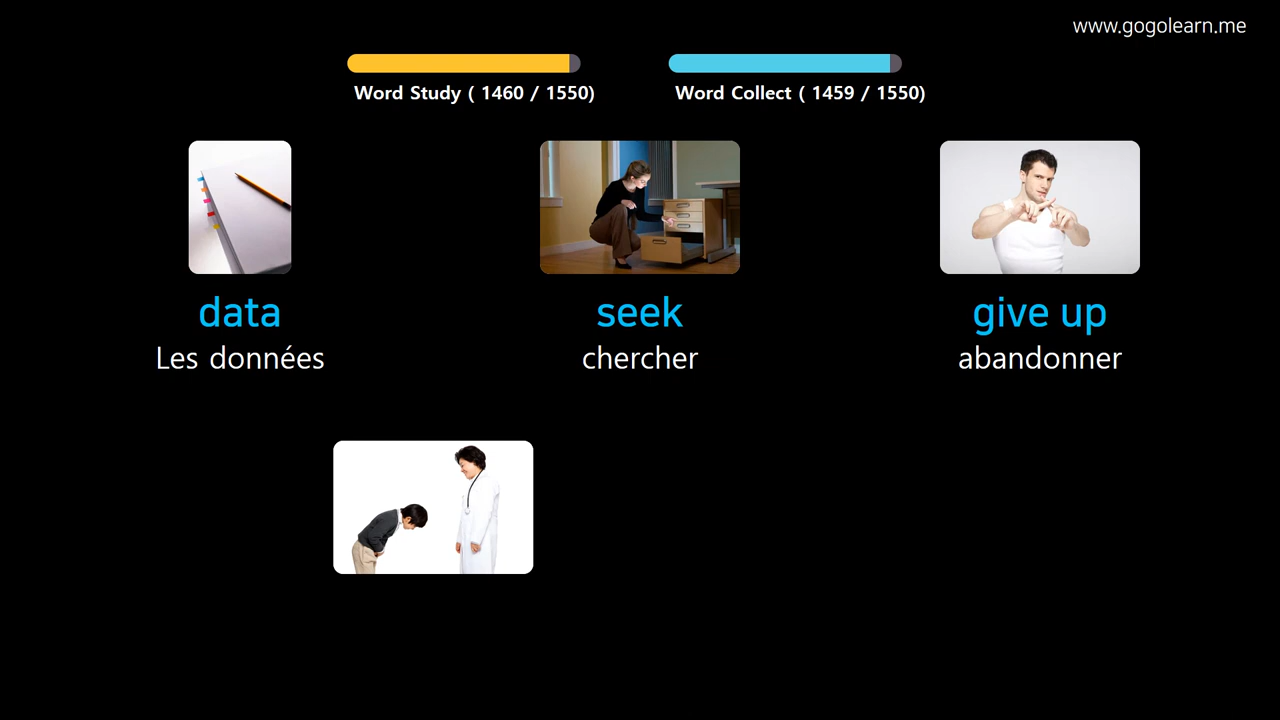 www.gogolearn.me
Word Study ( 1460 / 1550)
Word Collect ( 1459 / 1550)
data
Les données
seek
chercher
give up
abandonner